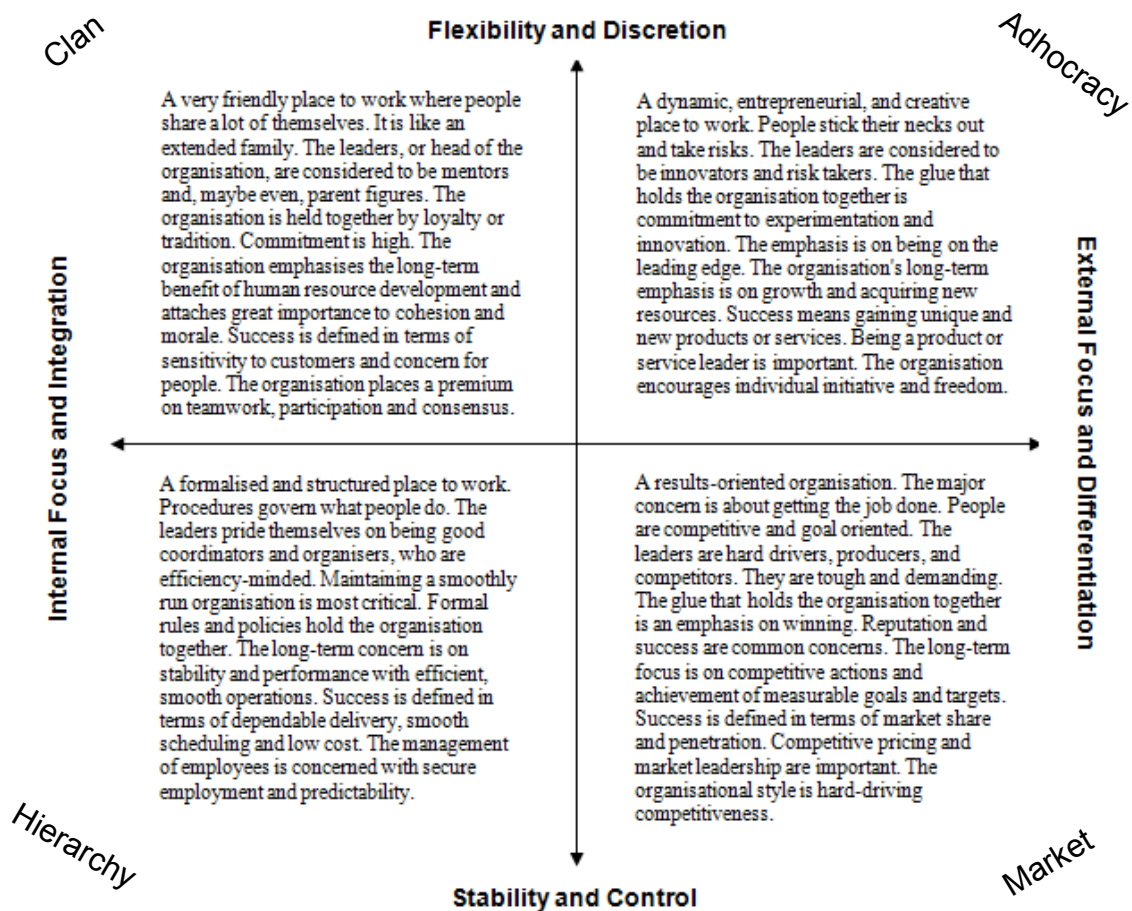 Clan
Flexibility and Discretion
Adhocracy
A very friendly place to work where people
share a lot of themselves. It is like an
extended family. The leaders, or head of the
organisation, are considered to be mentors
and, maybe even, parent figures. The
organisation is held together by loyalty or
tradition. Commitment is high. The
organisation emphasises the long-term
benefit of human resource development and
attaches great importance to cohesion and
morale. Success is defined in terms of
sensitivity to customers and concern for
people. The organisation places a premium
on teamwork, participation and consensus.
A dynamic, entrepreneurial, and creative
place to work. People stick their necks out
and take risks. The leaders are considered to
be innovators and risk takers. The glue that
holds the organisation together is
commitment to experimentation and
innovation. The emphasis is on being on the
leading edge. The organisation's long-term
emphasis is on growth and acquiring new
resources. Success means gaining unique and
new products or services. Being a product or
service leader is important. The organisation
encourages individual initiative and freedom.
Internal Focus and Integration
External Focus and Differentiation
A formalised and structured place to work.
Procedures govern what people do. The
leaders pride themselves on being good
coordinators and organisers, who are
efficiency-minded. Maintaining a smoothly
run organisation is most critical. Formal
rules and policies hold the organisation
together. The long-term concern is on
stability and performance with efficient,
smooth operations. Success is defined in
terms of dependable delivery, smooth
scheduling and low cost. The management
of employees is concerned with secure
employment and predictability.
A results-oriented organisation. The major
concern is about getting the job done. People
are competitive and goal oriented. The
leaders are hard drivers, producers, and
competitors. They are tough and demanding.
The glue that holds the organisation together
is an emphasis on winning. Reputation and
success are common concerns. The long-term
focus is on competitive actions and
achievement of measurable goals and targets.
Success is defined in terms of market share
and penetration. Competitive pricing and
market leadership are important. The
organisational style is hard-driving
competitiveness.
Hierarchy
Stability and Control
Market